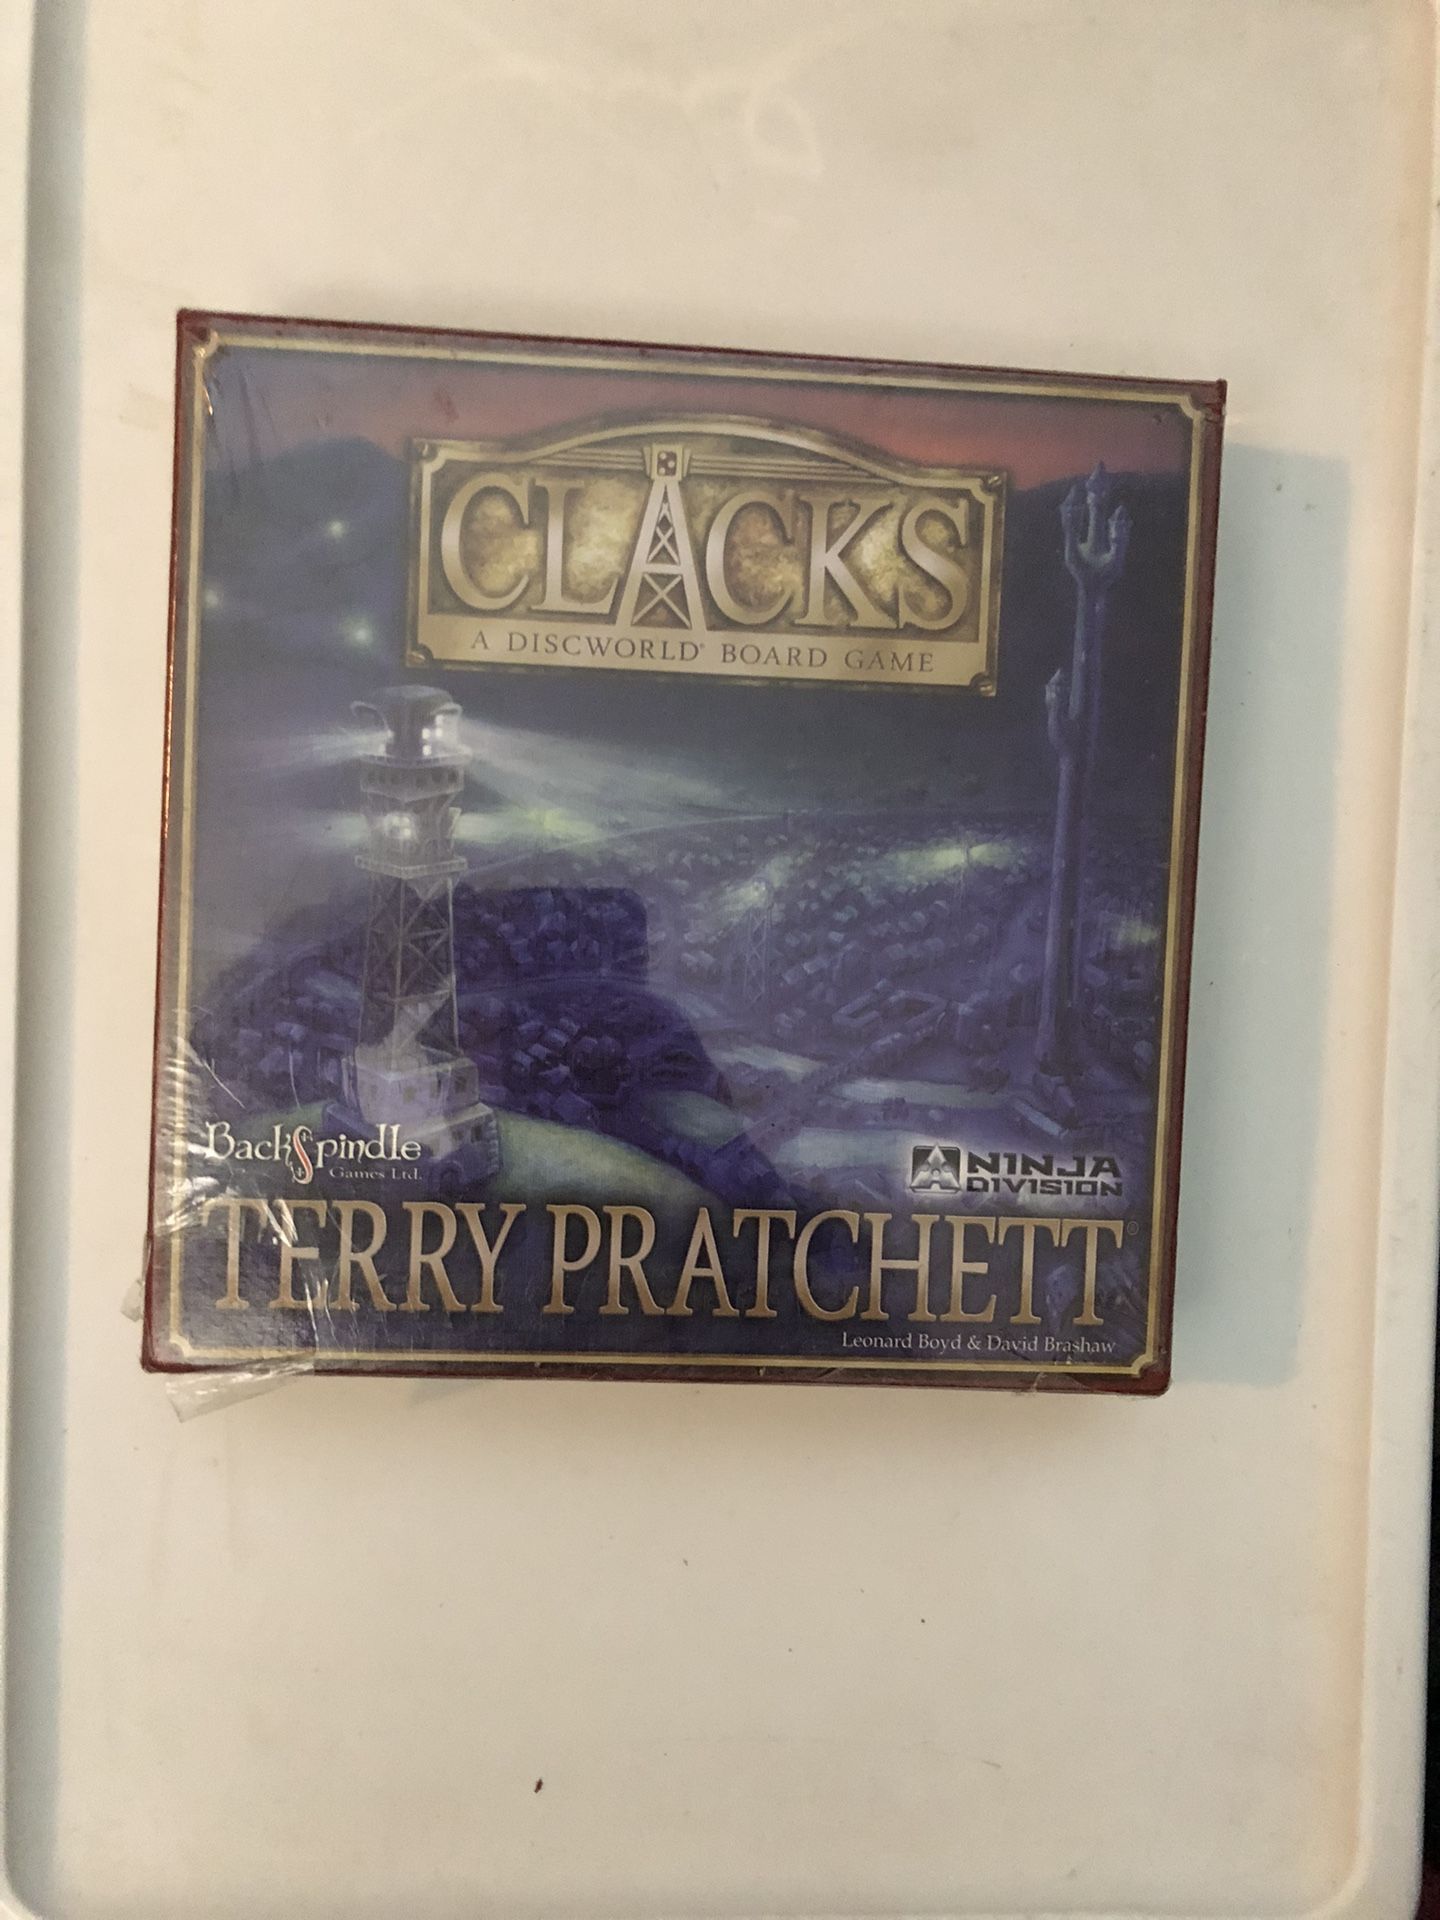 CLACKS
A DISCWORLD® BOARD GAME
BackSpindle
Games Ltd.
NINJA
DIVISION
TERRY PRATCHETT®
Leonard Boyd & David Brashaw